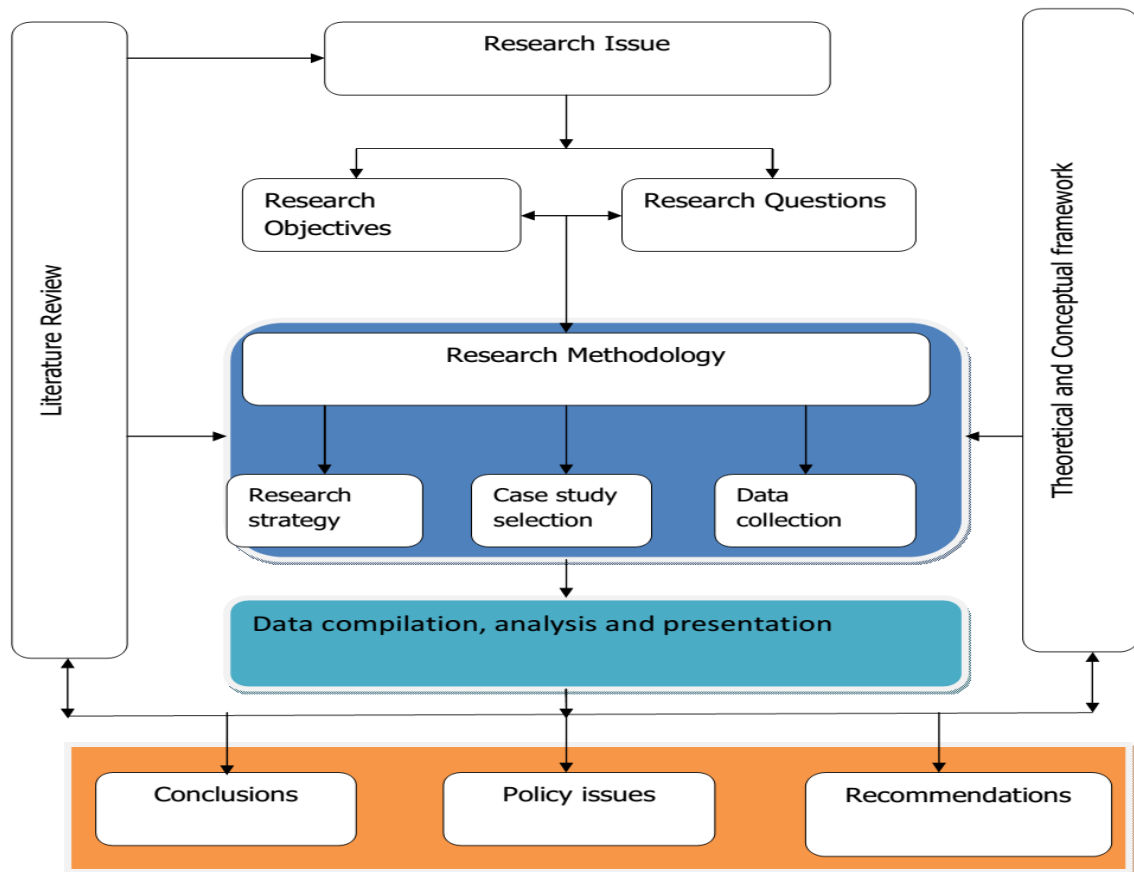 Research Issue
Research
Objectives
Research Questions
Literature Review
Theoretical and Conceptual framework
Research Methodology
Research
strategy
Case study
selection
Data
collection
Data compilation, analysis and presentation
Conclusions
Policy issues
Recommendations